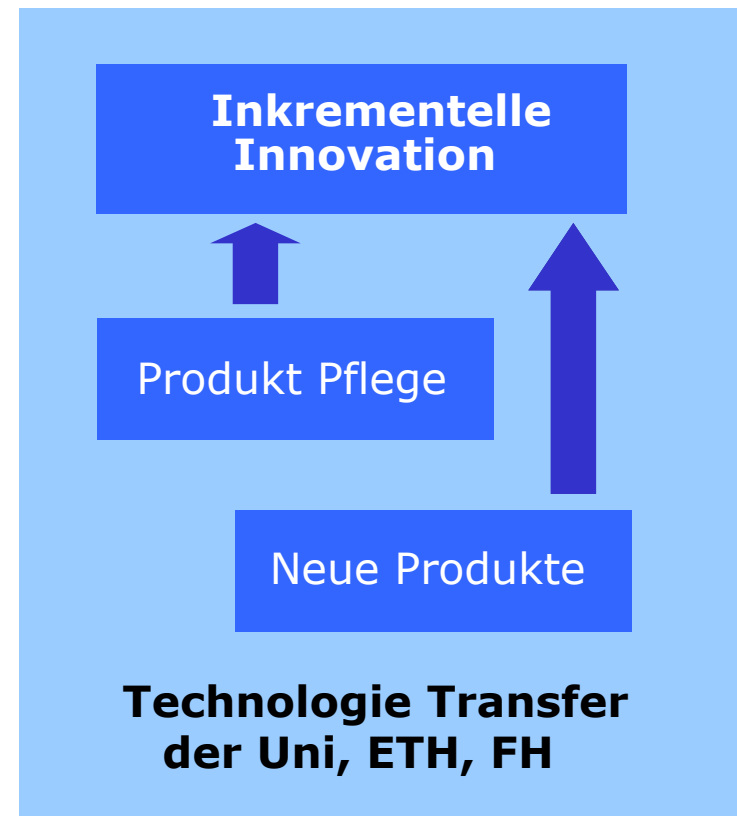 Inkrementelle
Innovation
Produkt Pflege
Neue Produkte
Technologie Transfer
der Uni, ETH, FH